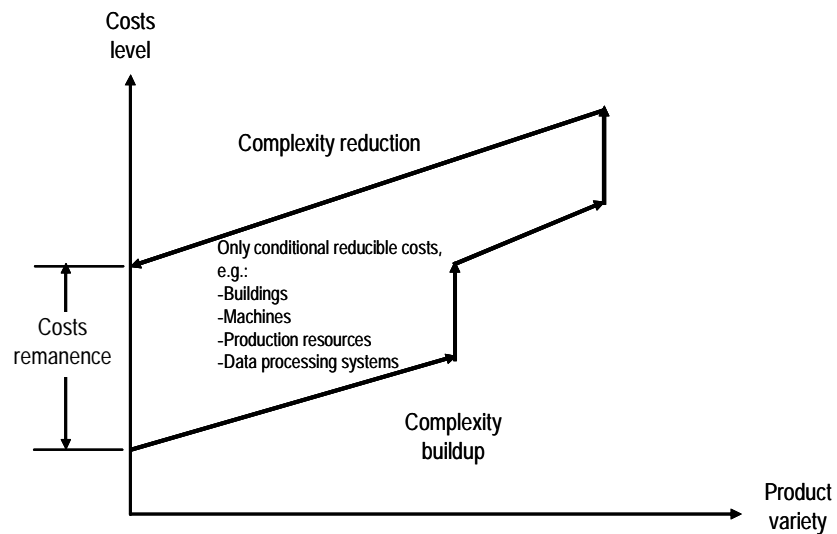 Costs
level
Complexity reduction
Only conditional reducible costs,
e.g.:
-Buildings
-Machines
-Production resources
-Data processing systems
Costs
remanence
Complexity
buildup
Product
variety